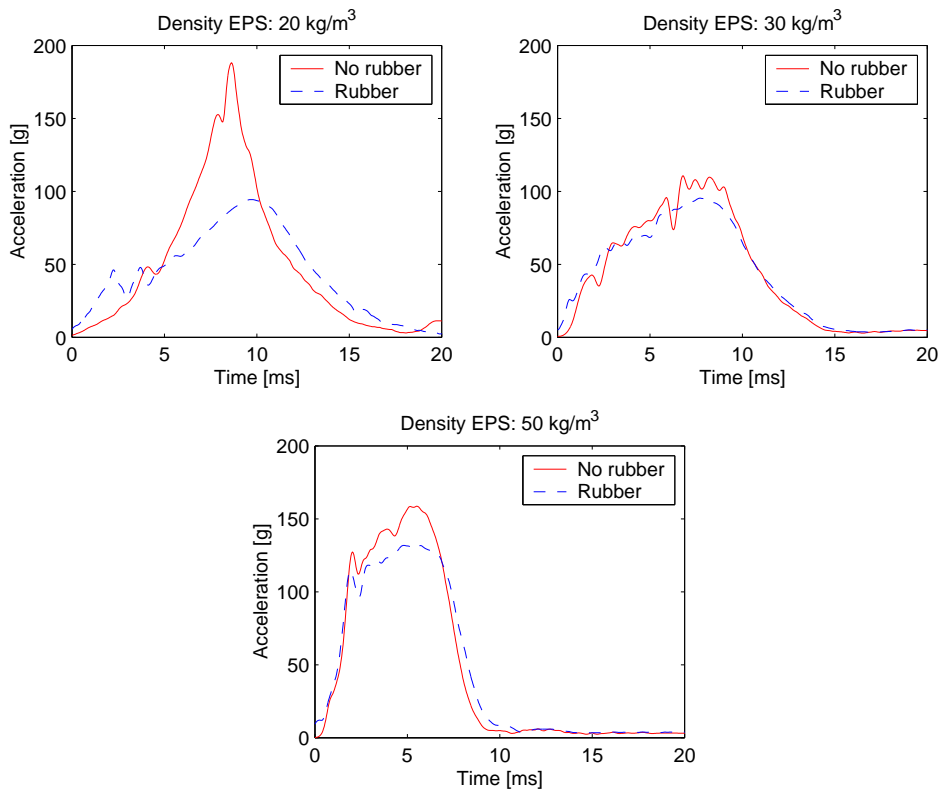 Density EPS: 20 kg/m³
200
150
100
50
0
Acceleration [g]
No rubber
Rubber
0 5 10 15 20
Time [ms]
Density EPS: 30 kg/m³
200
150
100
50
0
Acceleration [g]
No rubber
Rubber
0 5 10 15 20
Time [ms]
Density EPS: 50 kg/m³
200
150
100
50
0
Acceleration [g]
No rubber
Rubber
0 5 10 15 20
Time [ms]